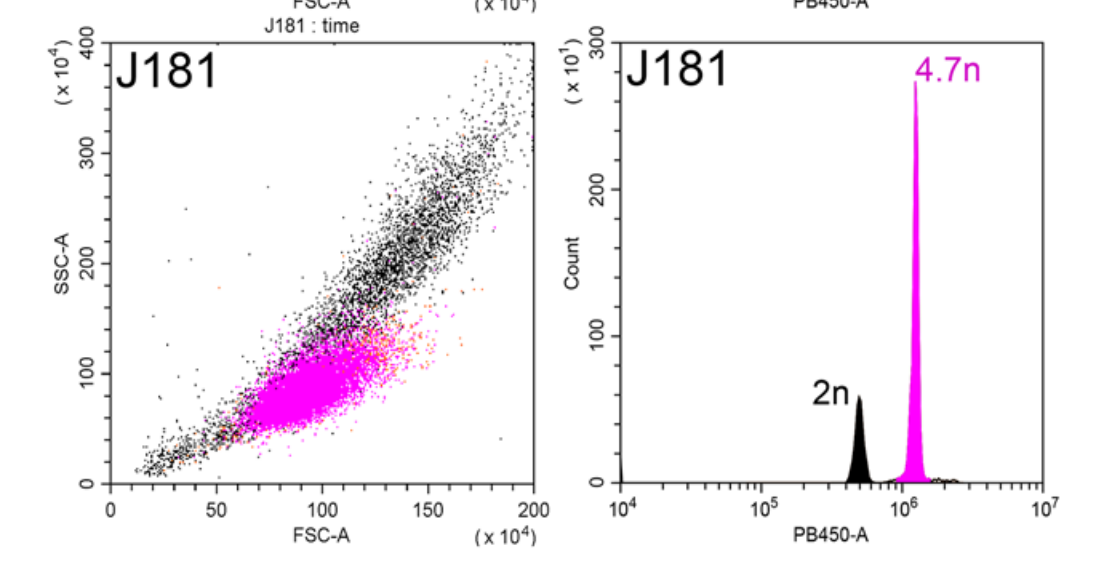 FSC-A (x 10⁴) PB450-A
J181 : time
(x 10⁴) 400 J181
300
SSC-A 200
100
0
0 50 100 150 200
FSC-A (x 10⁴)
(x 10¹) 300 J181 4.7n
200
Count
100
2n
0
10⁴ 10⁵ 10⁶ 10⁷
PB450-A